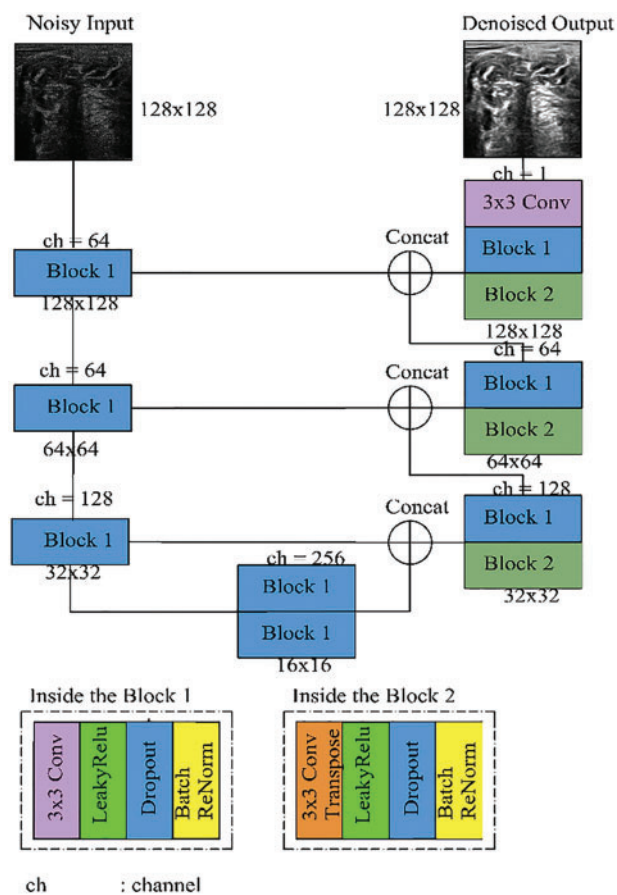 Noisy Input
Denoised Output
128x128
128x128
ch = 1
3x3 Conv
ch = 64
Concat
Block 1
Block 1
128x128
Block 2
128x128
ch = 64
ch = 64
Concat
Block 1
Block 1
64x64
Block 2
64x64
ch = 128
ch = 128
Concat
Block 1
Block 1
32x32
Block 2
32x32
ch = 256
Block 1
Block 1
16x16
Inside the Block 1
3x3 Conv
LeakyRelu
Dropout
Batch
ReNorm
Inside the Block 2
3x3 Conv
Transpose
LeakyRelu
Dropout
Batch
ReNorm
ch : channel